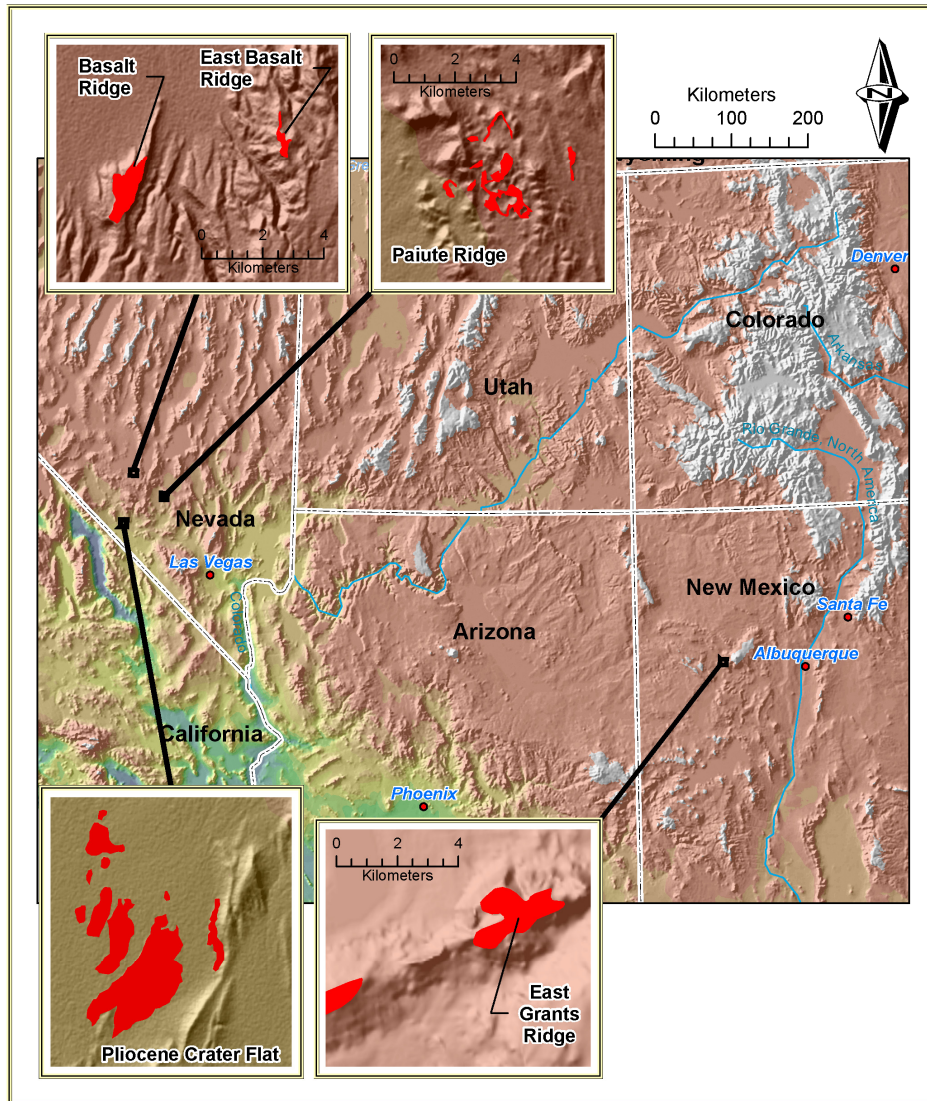 Basalt
Ridge
East Basalt
Ridge
0 2 4
Kilometers
0 2 4
Kilometers
Paiute Ridge
N
Kilometers
0 100 200
Denver
Colorado
Arkansas
Utah
Rio Grande, North America
Nevada
Las Vegas
Colorado
New Mexico
Santa Fe
Arizona
Albuquerque
California
Phoenix
Pliocene Crater Flat
0 2 4
Kilometers
East
Grants
Ridge